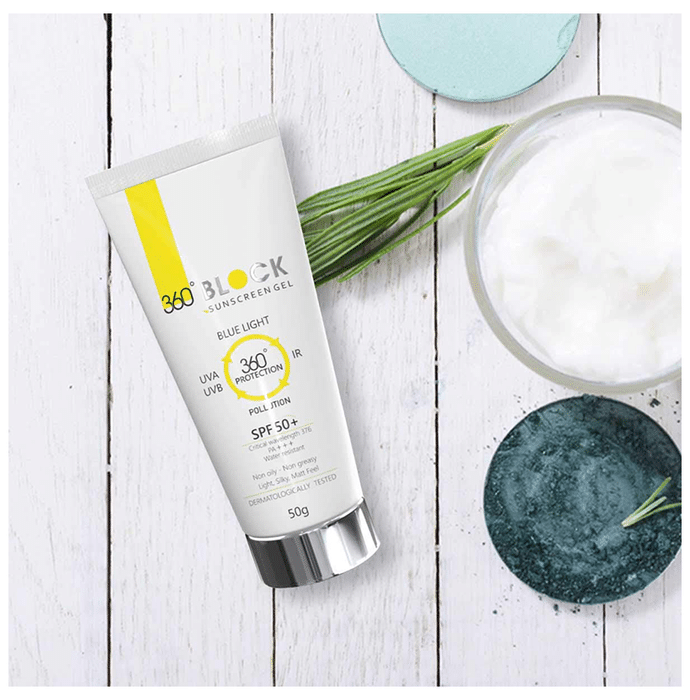 360° BLOCK
SUNSCREEN GEL
BLUE LIGHT
UVA
UVB
360°
PROTECTION
IR
POLLUTION
SPF 50+
Critical wavelength 376
PA+++
Water resistant
Non oily · Non greasy
Light, Silky, Matt Feel
DERMATOLOGICALLY TESTED
50g